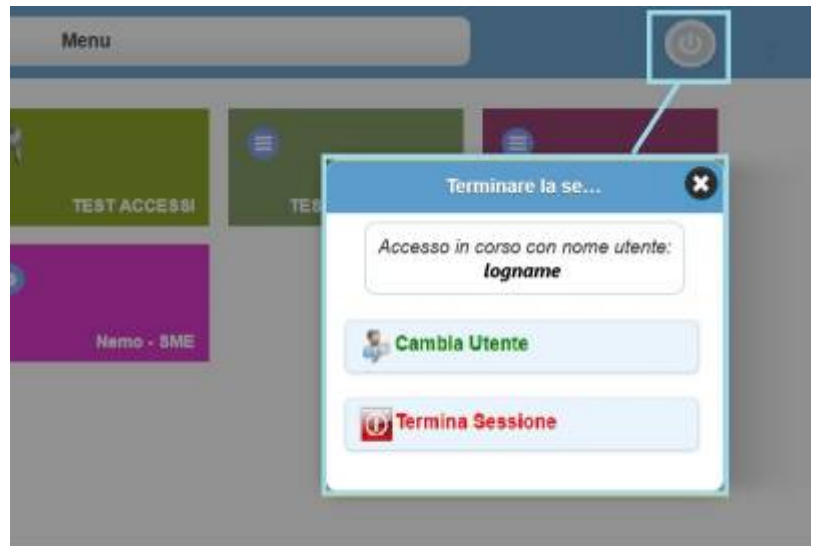 Menu
TEST ACCESSI
TES
Nemo - SME
Terminare la se...
Accesso in corso con nome utente:
logname
Cambia Utente
Termina Sessione